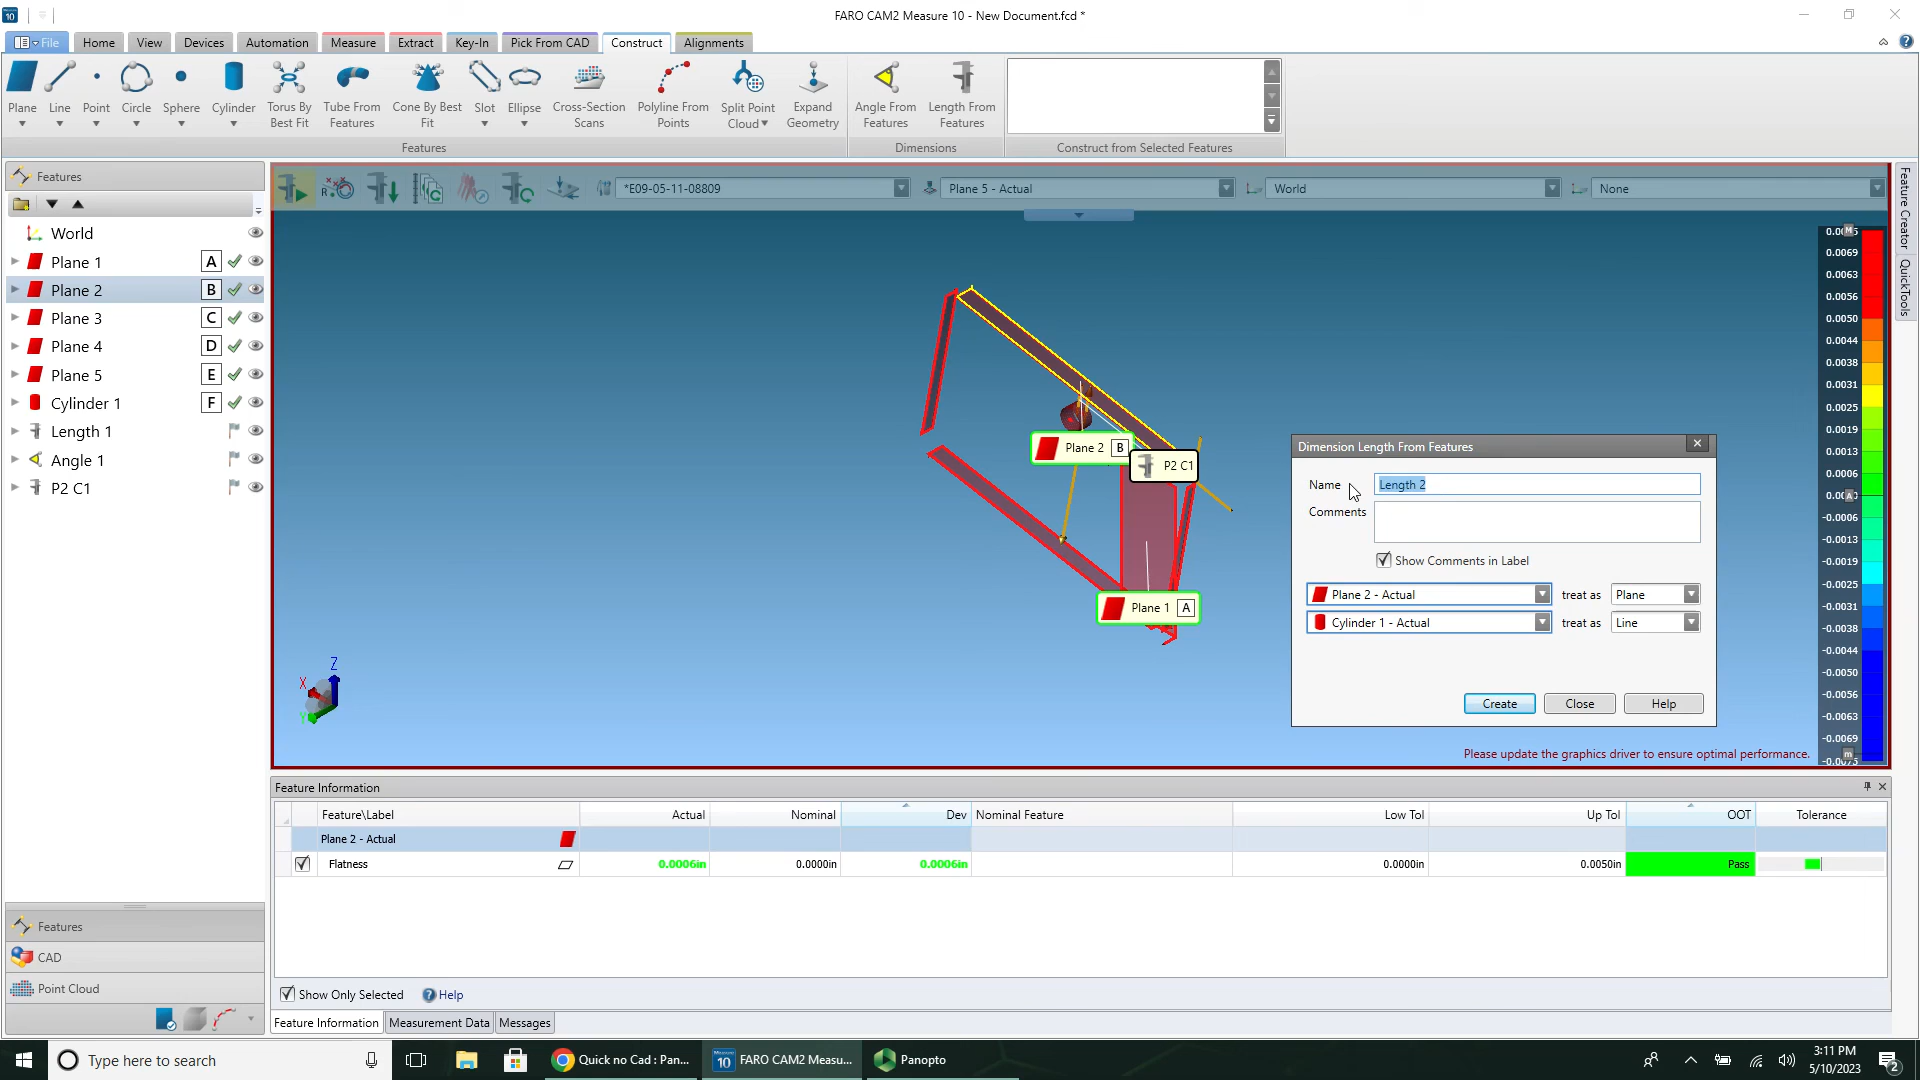 10
FARO CAM2 Measure 10 - New Document.fcd *
File
Home
View
Devices
Automation
Measure
Extract
Key-In
Pick From CAD
Construct
Alignments
Plane
Line
Point
Circle
Sphere
Cylinder
Torus By Best Fit
Tube From Features
Cone By Best Fit
Slot
Ellipse
Cross-Section Scans
Polyline From Points
Split Point Cloud
Expand Geometry
Angle From Features
Length From Features
Features
Dimensions
Construct from Selected Features
Features
*E09-05-11-08809
Plane 5 - Actual
World
None
Feature Creator
QuickTools
World
Plane 1 A
Plane 2 B
Plane 3 C
Plane 4 D
Plane 5 E
Cylinder 1 F
Length 1
Angle 1
P2 C1
Plane 2 B
P2 C1
Plane 1 A
Z
X
Y
Dimension Length From Features
Name Length 2
Comments
Show Comments in Label
Plane 2 - Actual treat as Plane
Cylinder 1 - Actual treat as Line
Create Close Help
Please update the graphics driver to ensure optimal performance.
M
0.0069
0.0063
0.0056
0.0050
0.0044
0.0038
0.0031
0.0025
0.0019
0.0013
0.0006
A
-0.0006
-0.0013
-0.0019
-0.0025
-0.0031
-0.0038
-0.0044
-0.0050
-0.0056
-0.0063
-0.0069
m
Feature Information
Feature\Label Actual Nominal Dev Nominal Feature Low Tol Up Tol OOT Tolerance
Plane 2 - Actual
Flatness 0.0006in 0.0000in 0.0006in 0.0000in 0.0050in Pass
Features
CAD
Point Cloud
Show Only Selected Help
Feature Information Measurement Data Messages
Type here to search
Quick no Cad : Pan...
FARO CAM2 Measu...
Panopto
3:11 PM
5/10/2023
2